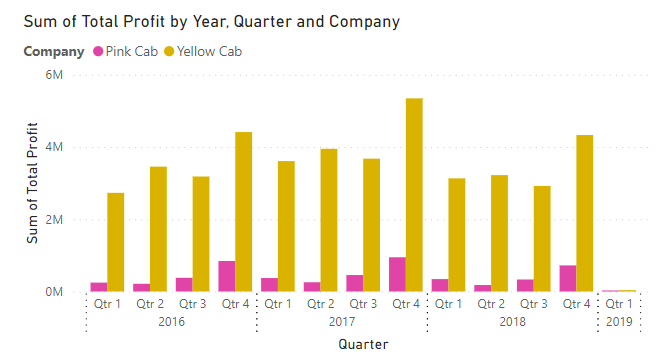 Sum of Total Profit by Year, Quarter and Company
Company Pink Cab Yellow Cab
Sum of Total Profit
6M
4M
2M
0M
Qtr 1 Qtr 2 Qtr 3 Qtr 4 Qtr 1 Qtr 2 Qtr 3 Qtr 4 Qtr 1 Qtr 2 Qtr 3 Qtr 4 Qtr 1
2016 2017 2018 2019
Quarter